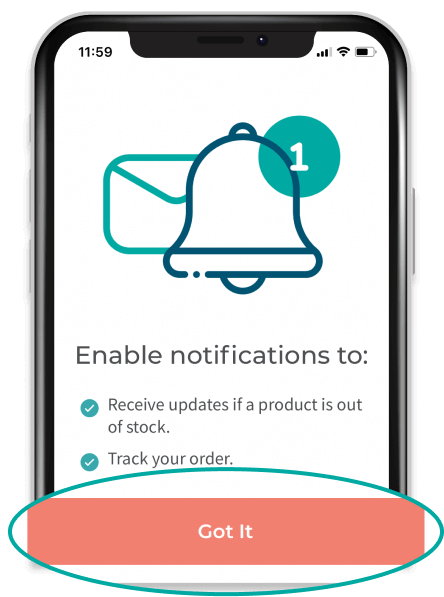 11:59
1
Enable notifications to:
Receive updates if a product is out
of stock.
Track your order.
Got It